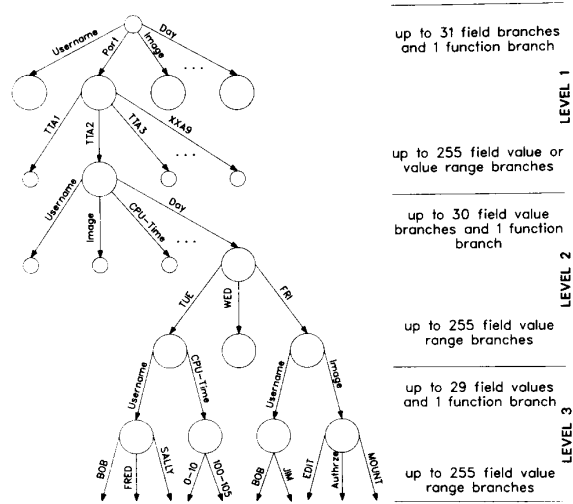 Username
Port
Image
Day
...
up to 31 field branches
and 1 function branch
LEVEL 1
TTA1
TTA2
TTA3
XXA9
...
up to 255 field value or
value range branches
Username
Image
CPU-Time
Day
...
up to 30 field value
branches and 1 function
branch
LEVEL 2
TUE
WED
FRI
up to 255 field value
range branches
Username
CPU-Time
Username
Image
up to 29 field values
and 1 function branch
LEVEL 3
BOB
FRED
SALLY
0-10
100-105
BOB
JIM
EDIT
Authrze
MOUNT
up to 255 field value
range branches